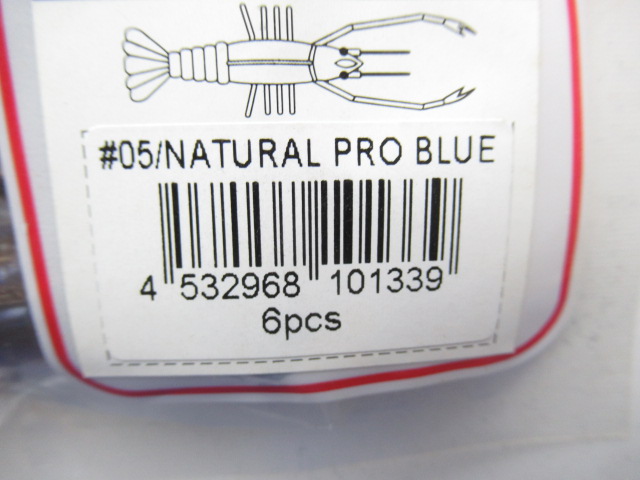 #05/NATURAL PRO BLUE
4 532968 101339
6pcs